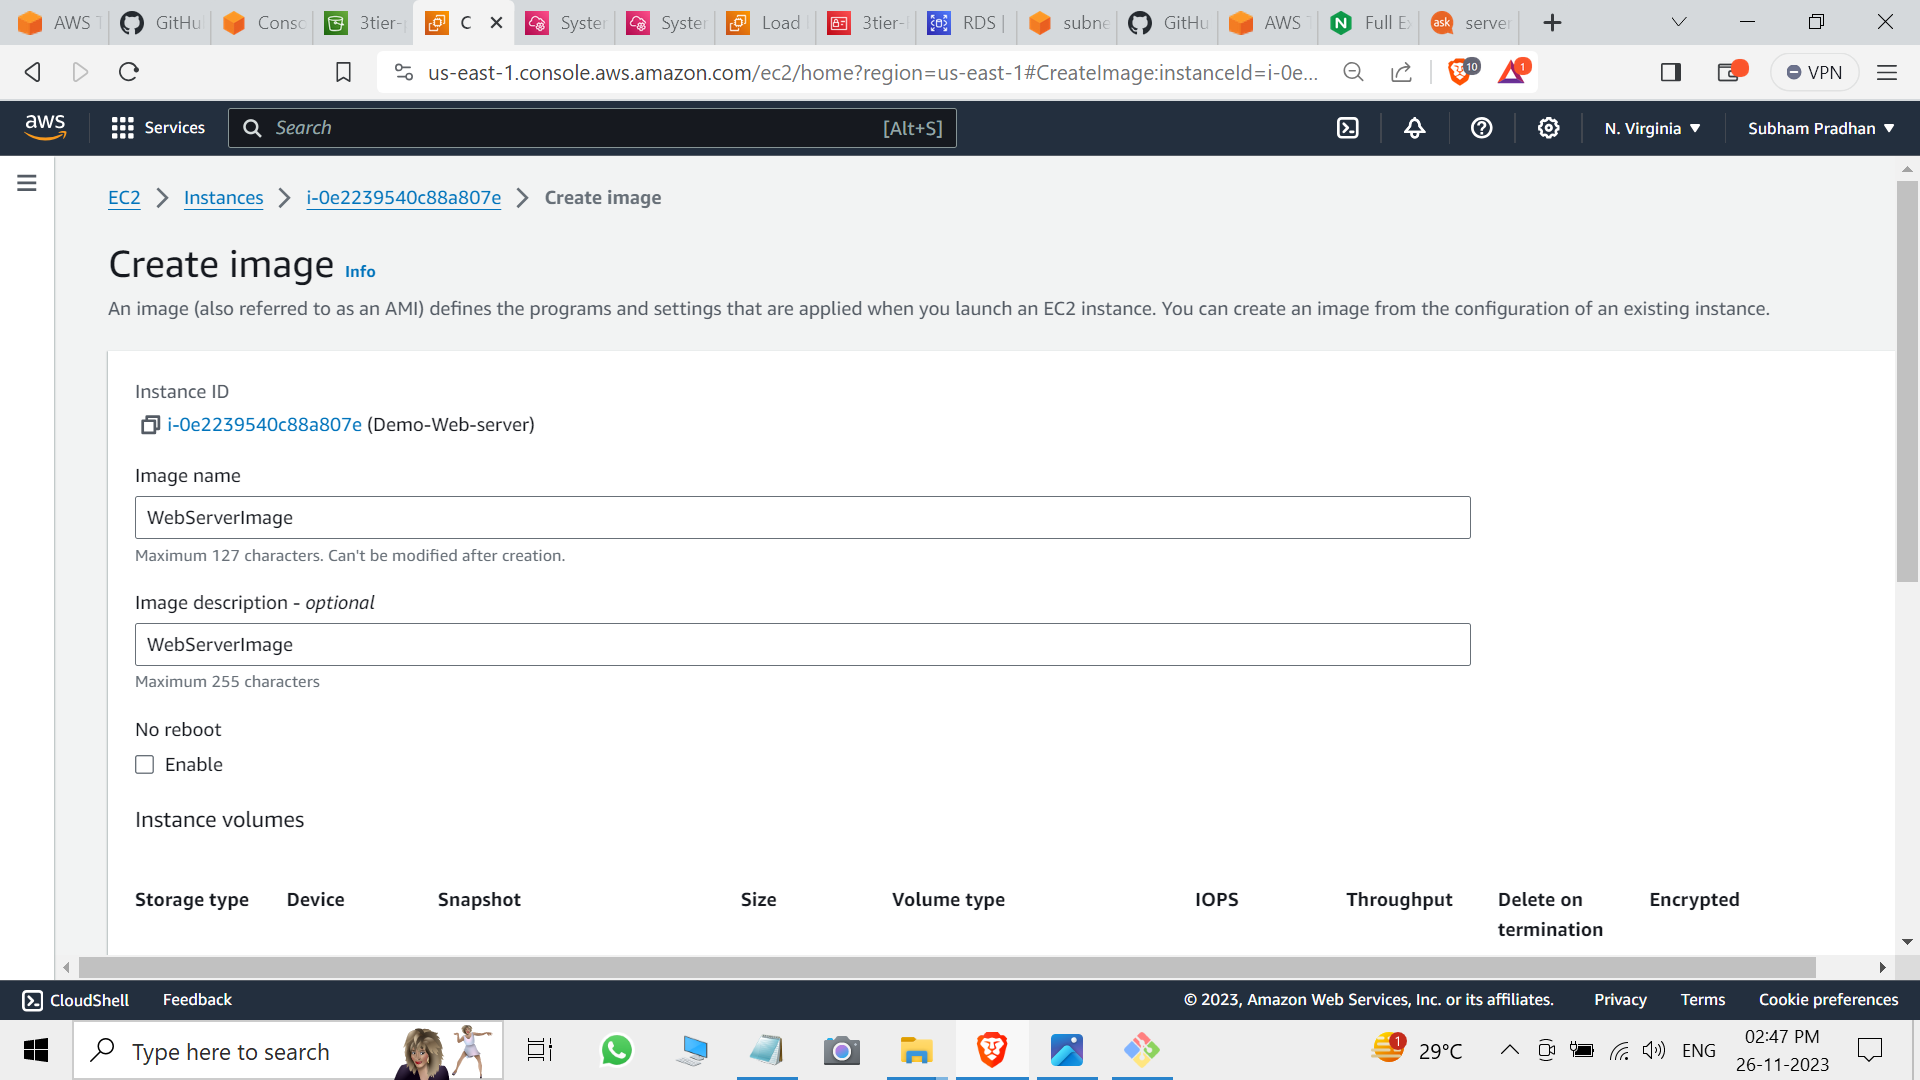 AWS T
GitHu
Conso
3tier-
C
Syster
Syster
Load
3tier-
RDS |
subne
GitHu
AWS
Full Ex
ask
server
us-east-1.console.aws.amazon.com/ec2/home?region=us-east-1#CreateImage:instanceId=i-0e...
10
1
VPN
aws
Services
Search
[Alt+S]
N. Virginia
Subham Pradhan
EC2
Instances
i-0e2239540c88a807e
Create image
Create image Info
An image (also referred to as an AMI) defines the programs and settings that are applied when you launch an EC2 instance. You can create an image from the configuration of an existing instance.
Instance ID
i-0e2239540c88a807e (Demo-Web-server)
Image name
WebServerImage
Maximum 127 characters. Can't be modified after creation.
Image description - optional
WebServerImage
Maximum 255 characters
No reboot
Enable
Instance volumes
Storage type
Device
Snapshot
Size
Volume type
IOPS
Throughput
Delete on
termination
Encrypted
CloudShell
Feedback
© 2023, Amazon Web Services, Inc. or its affiliates.
Privacy
Terms
Cookie preferences
Type here to search
1
29°C
ENG
02:47 PM
26-11-2023